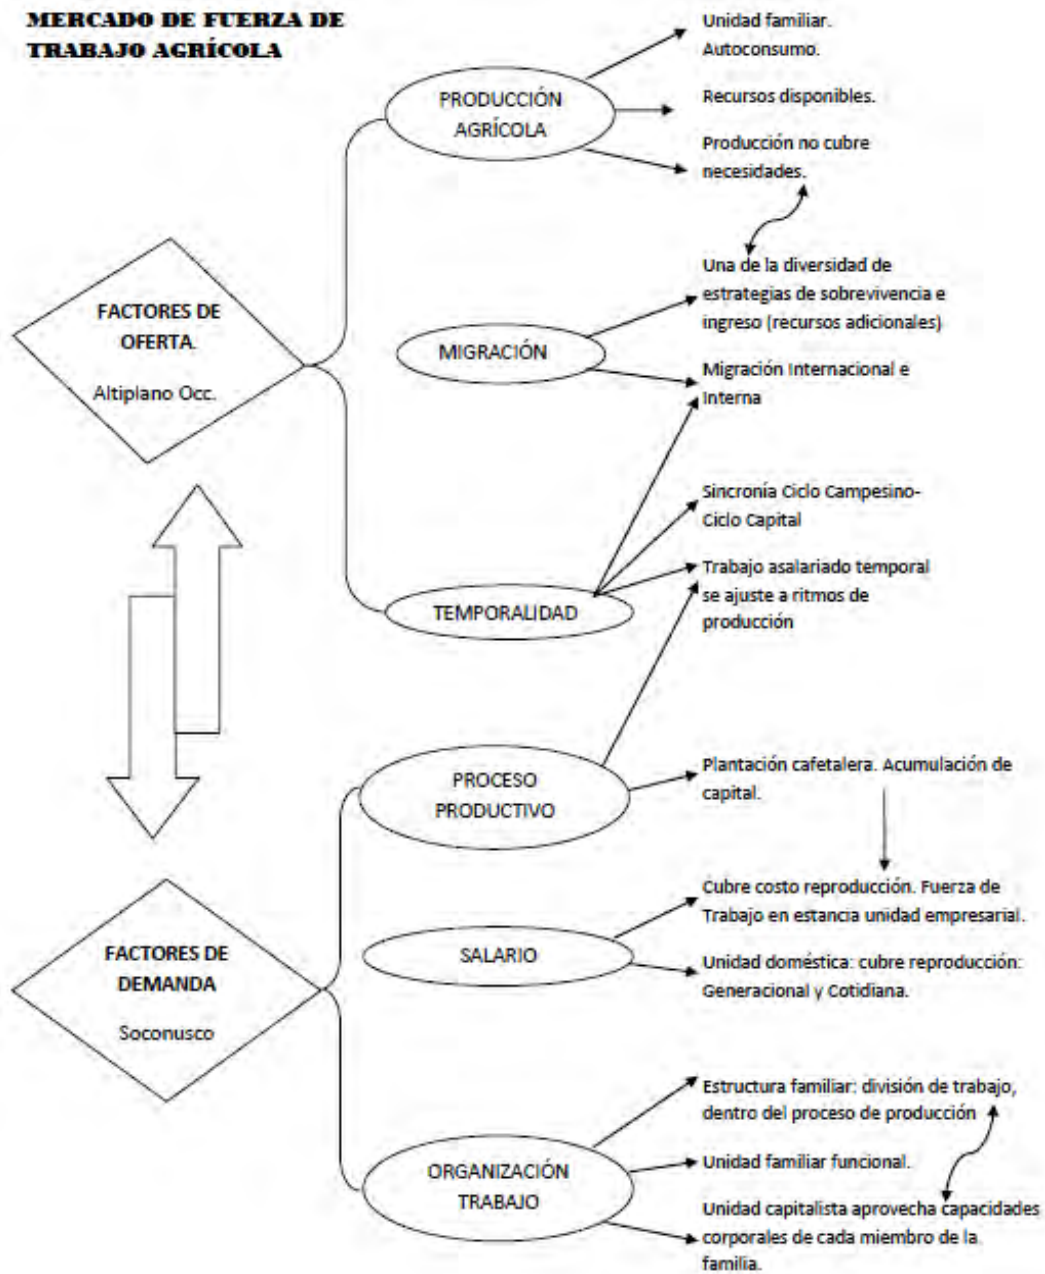 MERCADO DE FUERZA DE
TRABAJO AGRÍCOLA
FACTORES DE
OFERTA.
Altiplano Occ.
PRODUCCIÓN
AGRÍCOLA
Unidad familiar.
Autoconsumo.
Recursos disponibles.
Producción no cubre
necesidades.
MIGRACIÓN
Una de la diversidad de
estrategias de sobrevivencia e
ingreso (recursos adicionales)
Migración Internacional e
Interna
TEMPORALIDAD
Sincronía Ciclo Campesino-
Ciclo Capital
Trabajo asalariado temporal
se ajuste a ritmos de
producción
FACTORES DE
DEMANDA
Soconusco
PROCESO
PRODUCTIVO
Plantación cafetalera. Acumulación de
capital.
SALARIO
Cubre costo reproducción. Fuerza de
Trabajo en estancia unidad empresarial.
Unidad doméstica: cubre reproducción:
Generacional y Cotidiana.
ORGANIZACIÓN
TRABAJO
Estructura familiar: división de trabajo,
dentro del proceso de producción
Unidad familiar funcional.
Unidad capitalista aprovecha capacidades
corporales de cada miembro de la
familia.